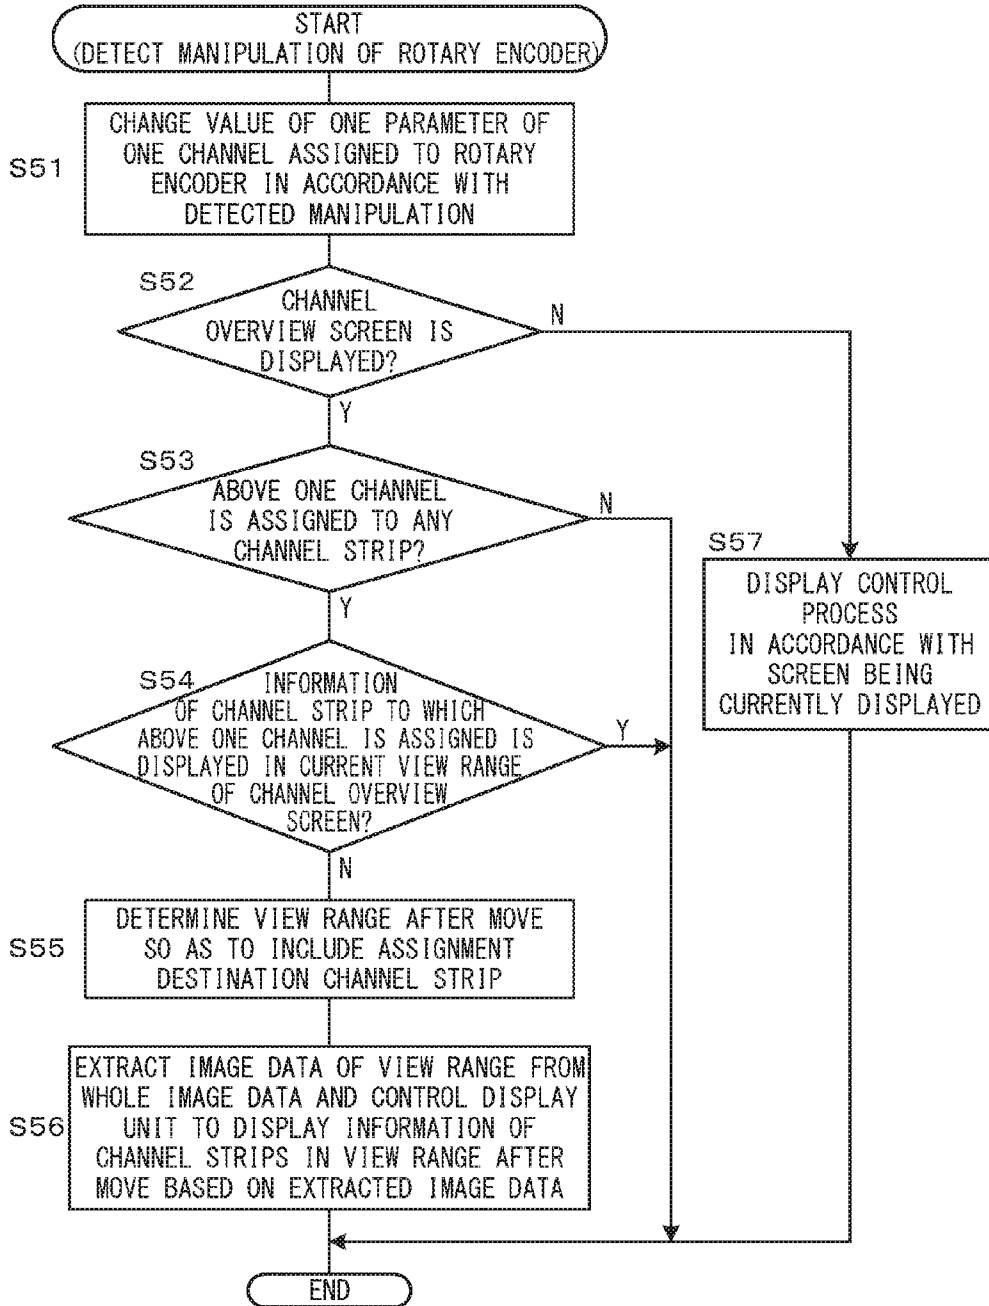 START
(DETECT MANIPULATION OF ROTARY ENCODER)
S51
CHANGE VALUE OF ONE PARAMETER OF
ONE CHANNEL ASSIGNED TO ROTARY
ENCODER IN ACCORDANCE WITH
DETECTED MANIPULATION
S52
CHANNEL
OVERVIEW SCREEN IS
DISPLAYED?
N
Y
S53
ABOVE ONE CHANNEL
IS ASSIGNED TO ANY
CHANNEL STRIP?
N
Y
S57
DISPLAY CONTROL
PROCESS
IN ACCORDANCE WITH
SCREEN BEING
CURRENTLY DISPLAYED
S54
INFORMATION
OF CHANNEL STRIP TO WHICH
ABOVE ONE CHANNEL IS ASSIGNED IS
DISPLAYED IN CURRENT VIEW RANGE
OF CHANNEL OVERVIEW
SCREEN?
Y
N
S55
DETERMINE VIEW RANGE AFTER MOVE
SO AS TO INCLUDE ASSIGNMENT
DESTINATION CHANNEL STRIP
S56
EXTRACT IMAGE DATA OF VIEW RANGE FROM
WHOLE IMAGE DATA AND CONTROL DISPLAY
UNIT TO DISPLAY INFORMATION OF
CHANNEL STRIPS IN VIEW RANGE AFTER
MOVE BASED ON EXTRACTED IMAGE DATA
END